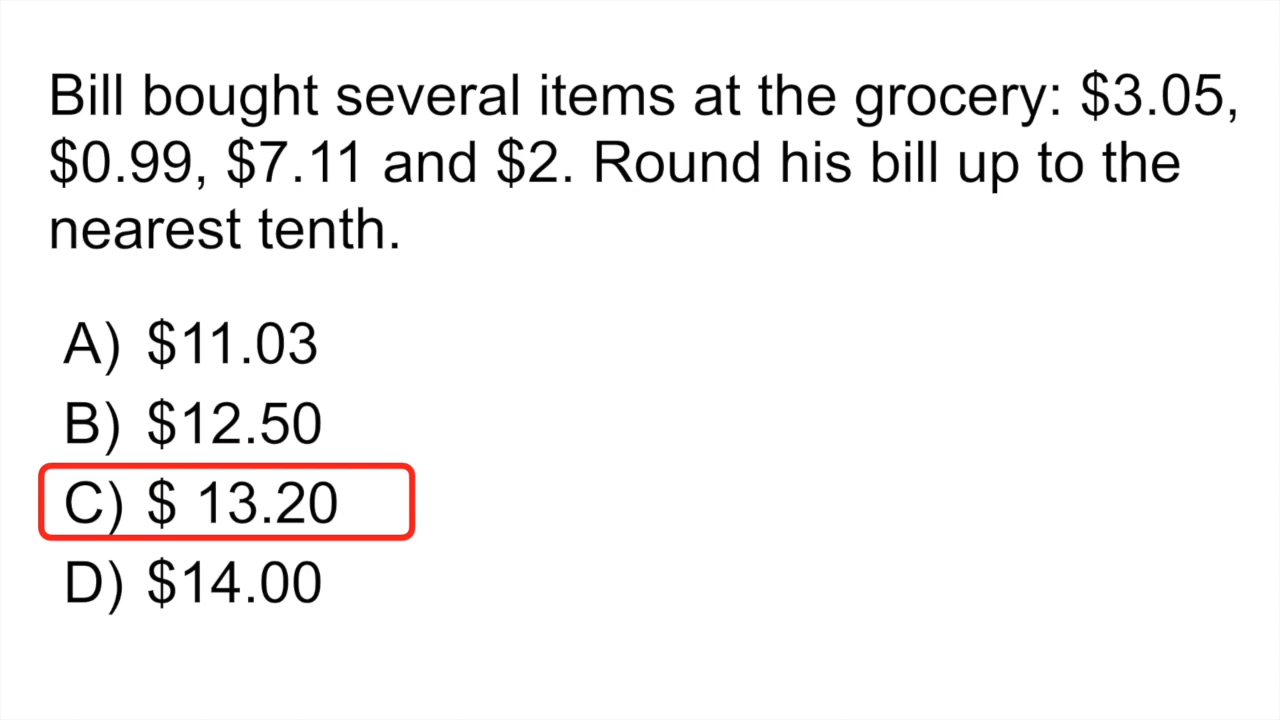 Bill bought several items at the grocery: $3.05,
$0.99, $7.11 and $2. Round his bill up to the
nearest tenth.
A) $11.03
B) $12.50
C) $ 13.20
D) $14.00